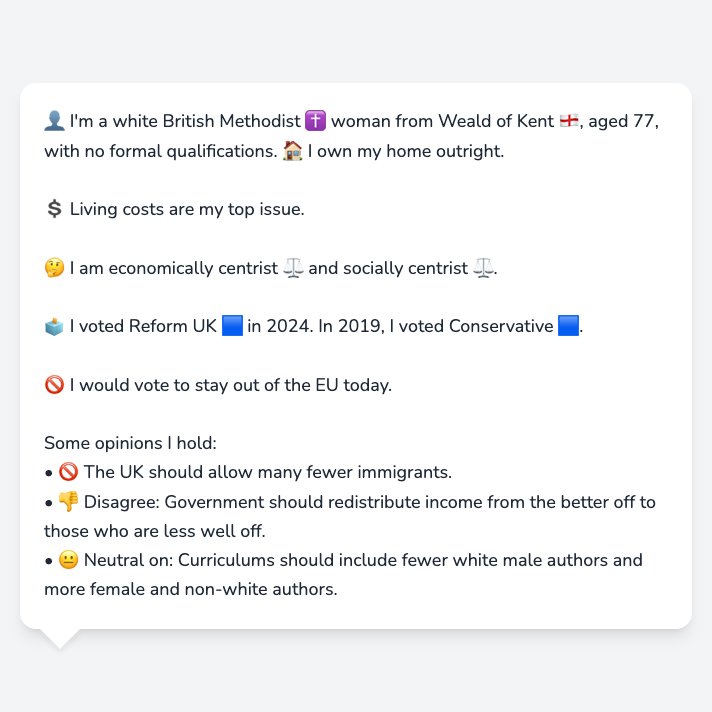 👤 I'm a white British Methodist ✝️ woman from Weald of Kent 🏴󠁧󠁢󠁥󠁮󠁧󠁿, aged 77,
with no formal qualifications. 🏠 I own my home outright.
💲 Living costs are my top issue.
🤔 I am economically centrist ⚖️ and socially centrist ⚖️.
🗳️ I voted Reform UK 🟦 in 2024. In 2019, I voted Conservative 🟦.
🚫 I would vote to stay out of the EU today.
Some opinions I hold:
• 🚫 The UK should allow many fewer immigrants.
• 👎 Disagree: Government should redistribute income from the better off to
those who are less well off.
• 😐 Neutral on: Curriculums should include fewer white male authors and
more female and non-white authors.